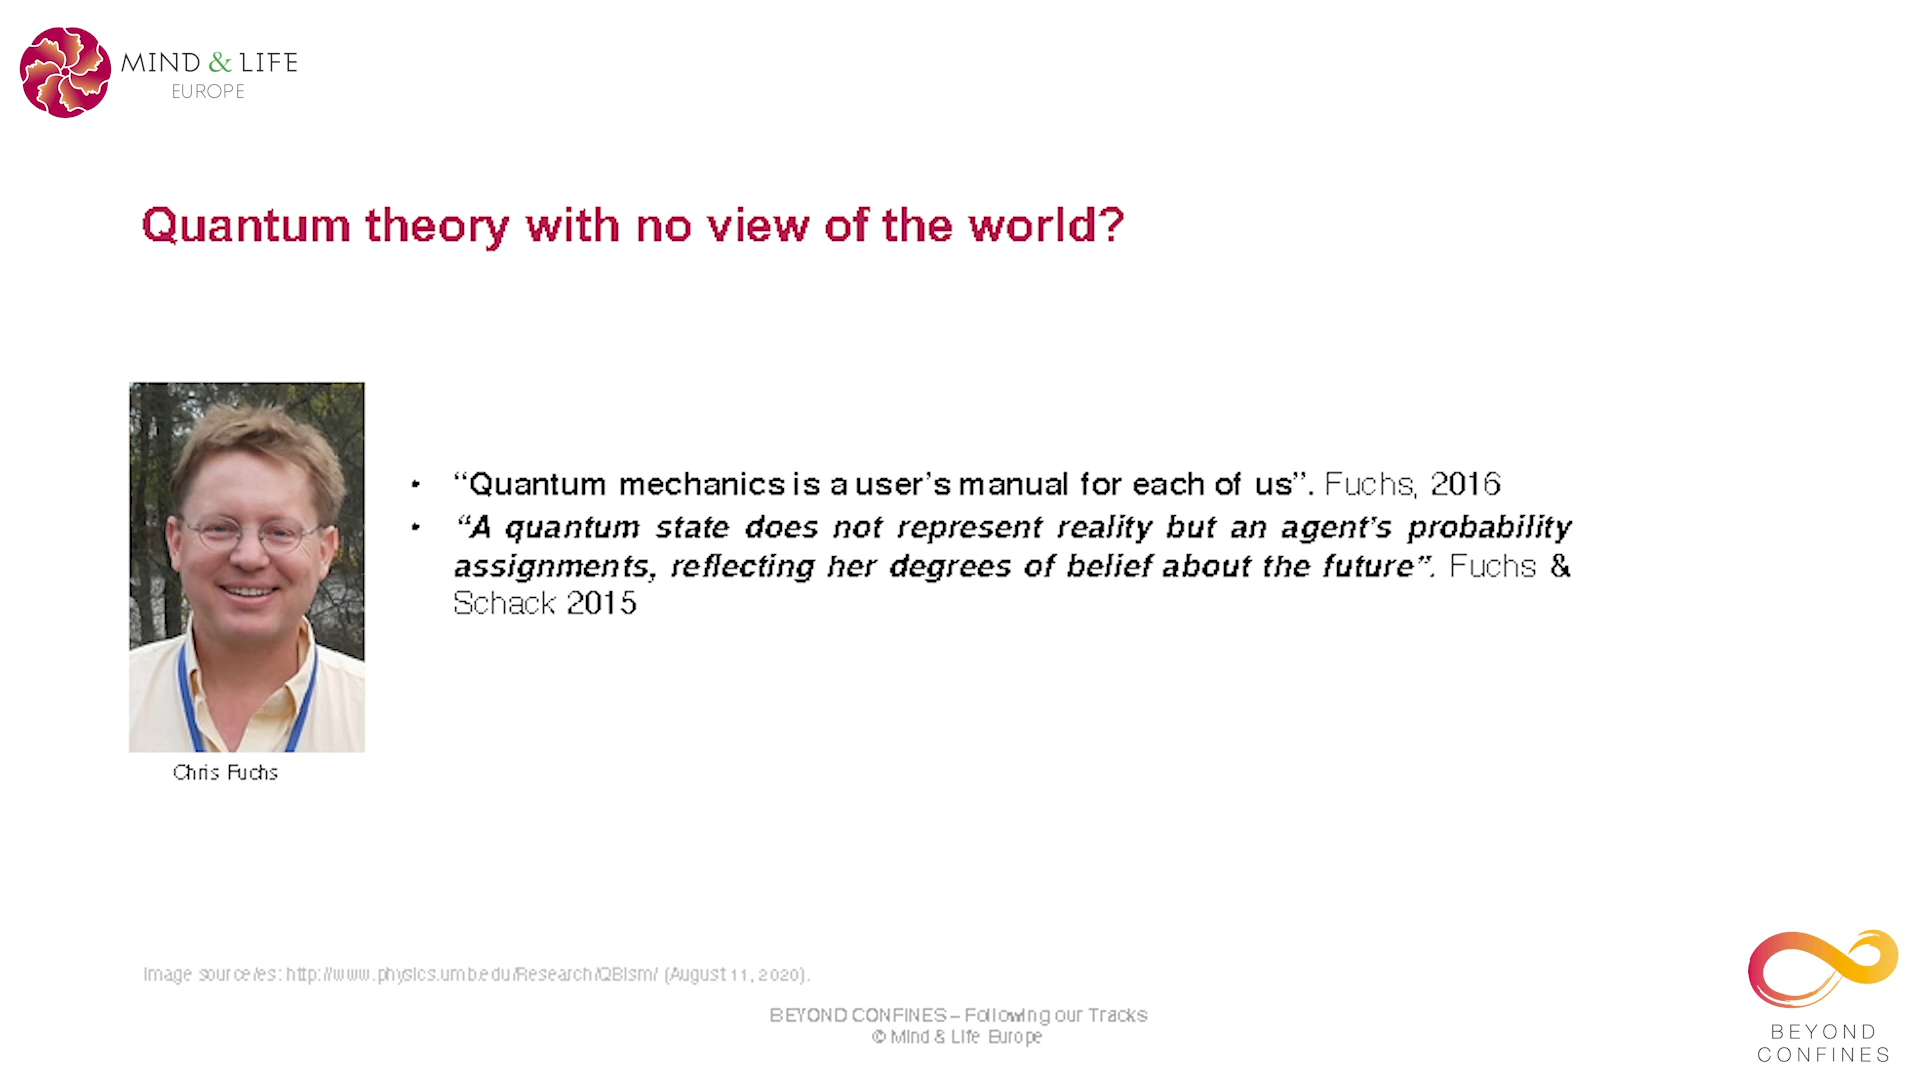 MIND & LIFE
EUROPE
Quantum theory with no view of the world?
• “Quantum mechanics is a user’s manual for each of us”. Fuchs, 2016
• “A quantum state does not represent reality but an agent’s probability
assignments, reflecting her degrees of belief about the future”. Fuchs &
Schack 2015
Chris Fuchs
Image source/es: http://www.physics.umb.edu/Research/QBism/ (August 11, 2020).
BEYOND CONFINES – Following our Tracks
© Mind & Life Europe
BEYOND
CONFINES